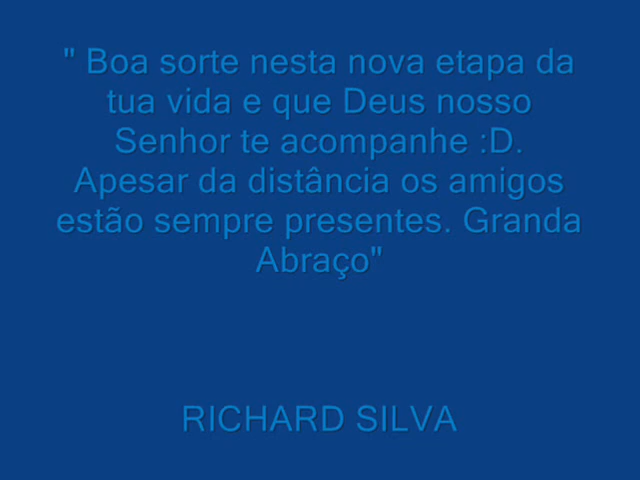 " Boa sorte nesta nova etapa da
tua vida e que Deus nosso
Senhor te acompanhe :D.
Apesar da distância os amigos
estão sempre presentes. Granda
Abraço"
RICHARD SILVA